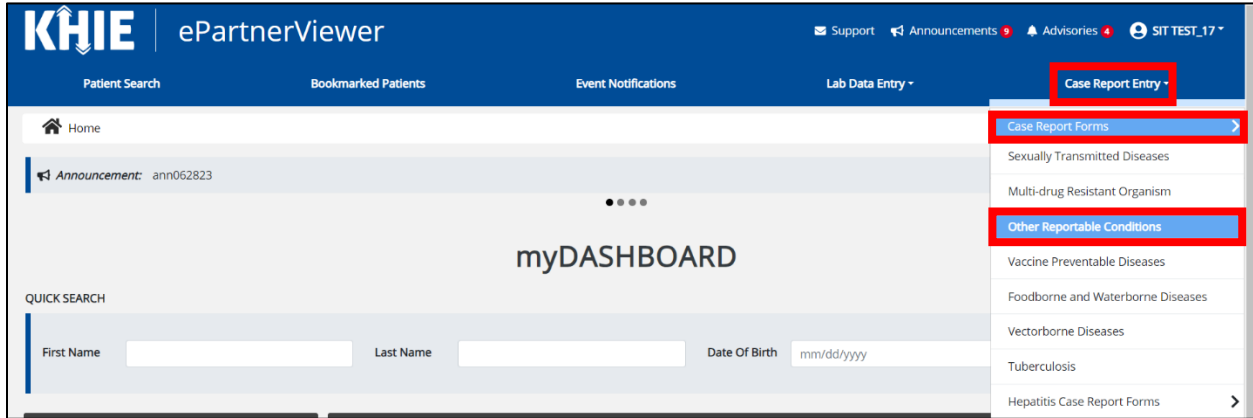 KHIE ePartnerViewer
Support Announcements 9 Advisories 4 SIT TEST_17
Patient Search Bookmarked Patients Event Notifications Lab Data Entry Case Report Entry
Home
Announcement: ann062823
myDASHBOARD
QUICK SEARCH
First Name Last Name Date Of Birth mm/dd/yyyy
Case Report Forms
Sexually Transmitted Diseases
Multi-drug Resistant Organism
Other Reportable Conditions
Vaccine Preventable Diseases
Foodborne and Waterborne Diseases
Vectorborne Diseases
Tuberculosis
Hepatitis Case Report Forms